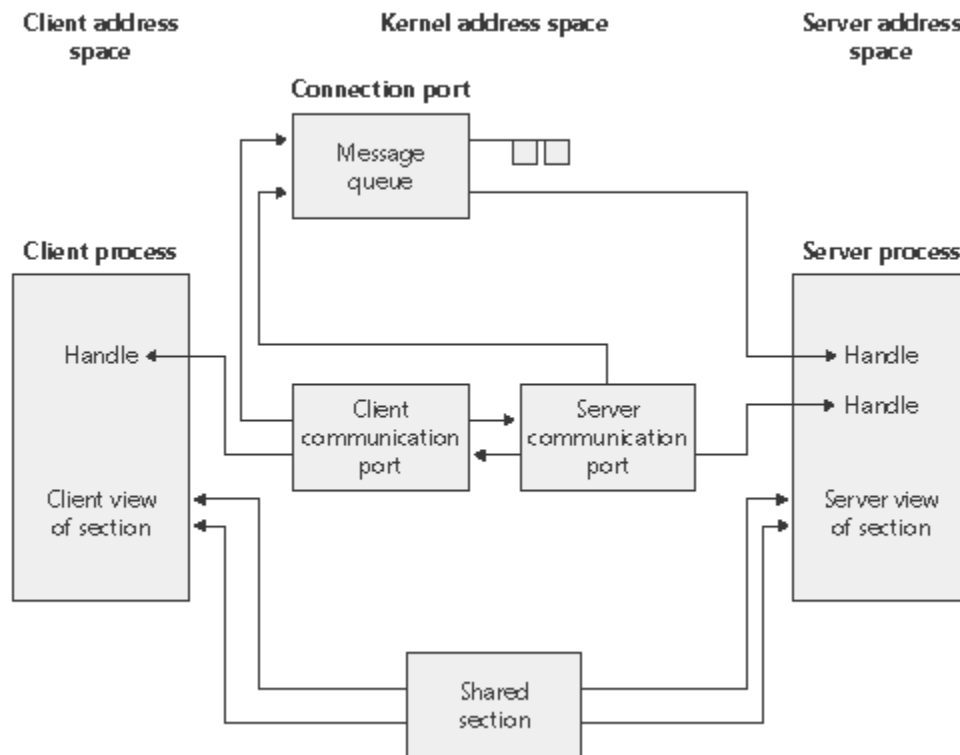 Client address
space
Kernel address space
Server address
space
Connection port
Message
queue
Client process
Server process
Handle
Handle
Handle
Client
communication
port
Server
communication
port
Client view
of section
Server view
of section
Shared
section